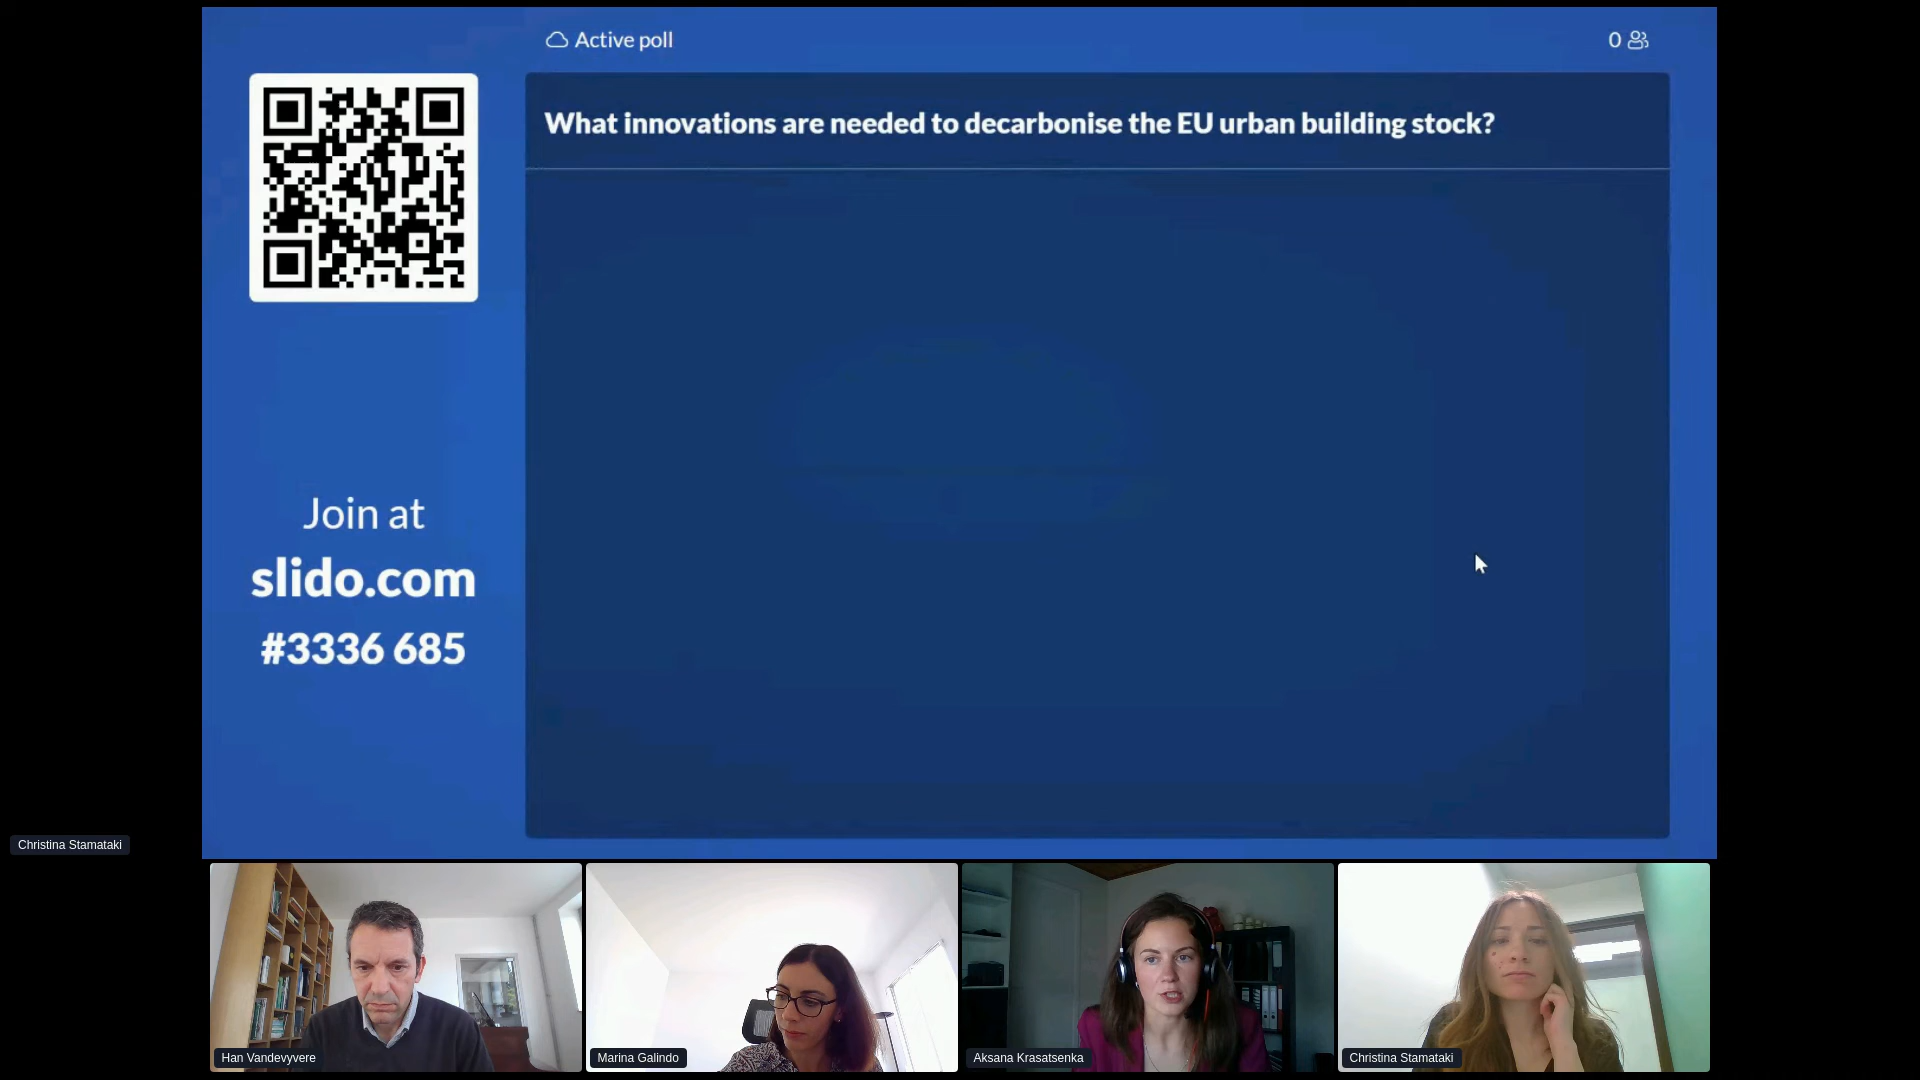 Active poll
0
What innovations are needed to decarbonise the EU urban building stock?
Join at
slido.com
#3336 685
Christina Stamataki
Han Vandevyvere
Marina Galindo
Aksana Krasatsenka
Christina Stamataki